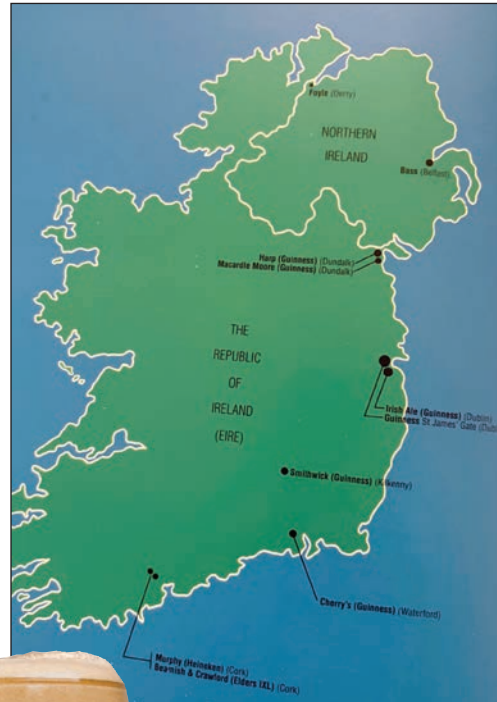 Foyle (Derry)
NORTHERN
IRELAND
Bass (Belfast)
Harp (Guinness) (Dundalk)
Macardle Moore (Guinness) (Dundalk)
THE
REPUBLIC
OF
IRELAND
(EIRE)
Irish Ale (Guinness) (Dublin)
Guinness St James' Gate (Dubl
Smithwick (Guinness) (Kilkenny)
Cherry's (Guinness) (Waterford)
Murphy (Heineken) (Cork)
Beamish & Crawford (Elders IXL) (Cork)